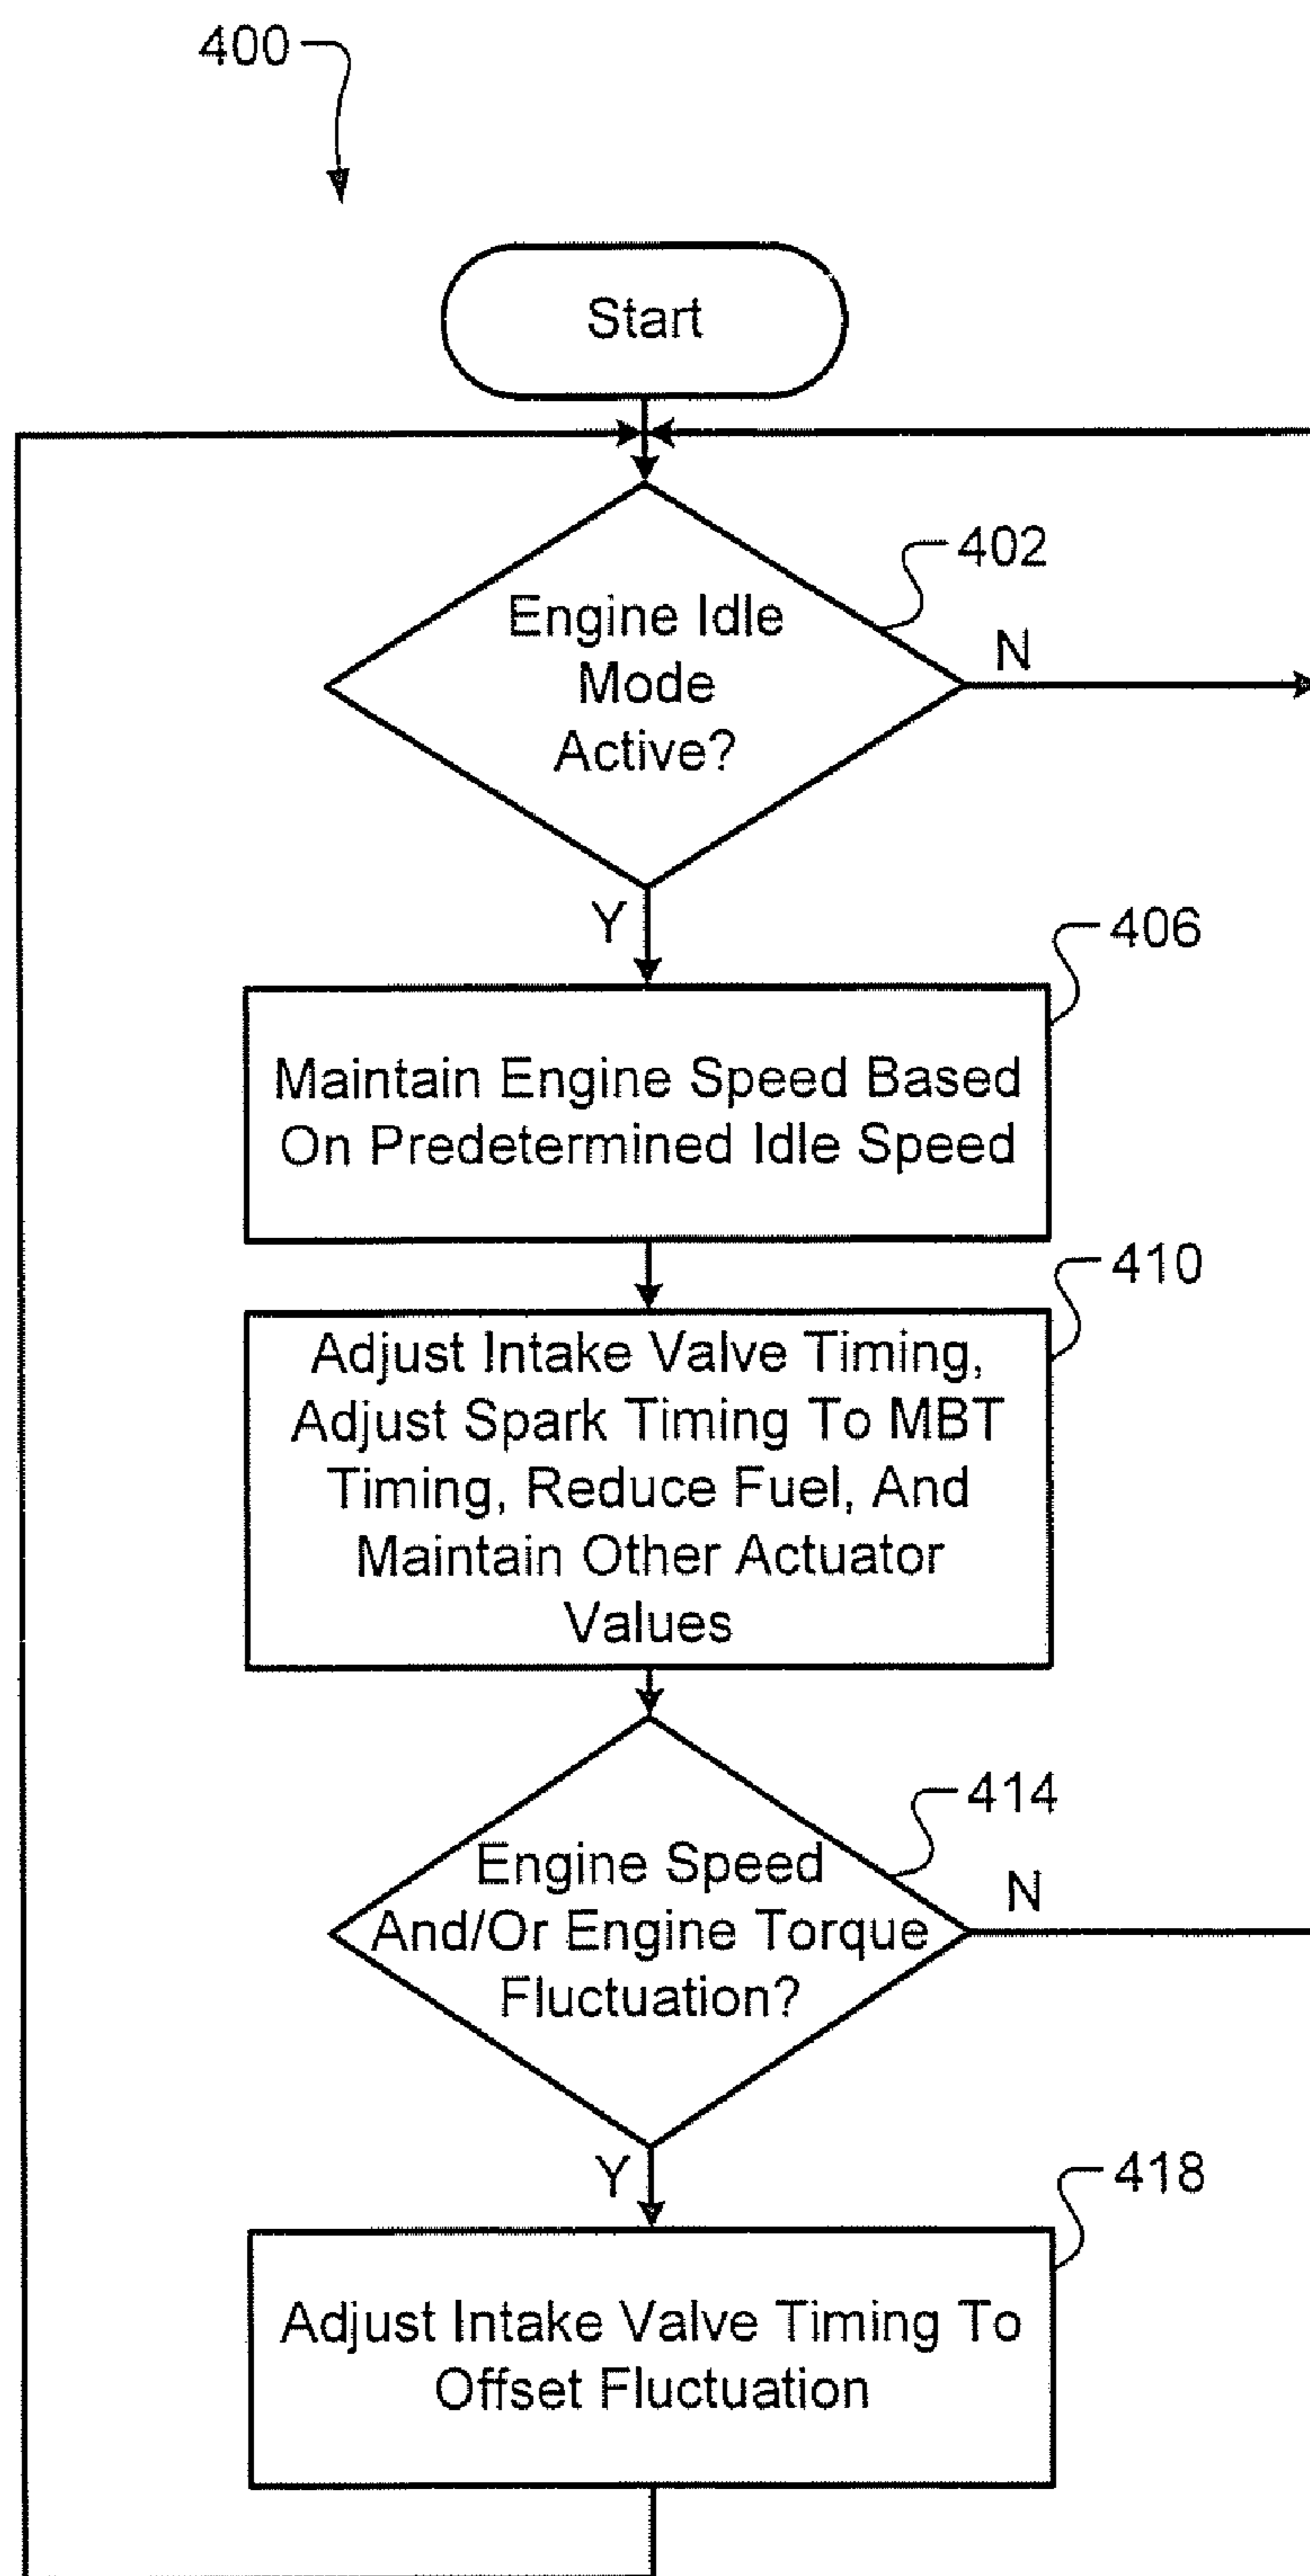 400
Start
402
Engine Idle
Mode
Active?
N
Y
406
Maintain Engine Speed Based
On Predetermined Idle Speed
410
Adjust Intake Valve Timing,
Adjust Spark Timing To MBT
Timing, Reduce Fuel, And
Maintain Other Actuator
Values
414
Engine Speed
And/Or Engine Torque
Fluctuation?
N
Y
418
Adjust Intake Valve Timing To
Offset Fluctuation